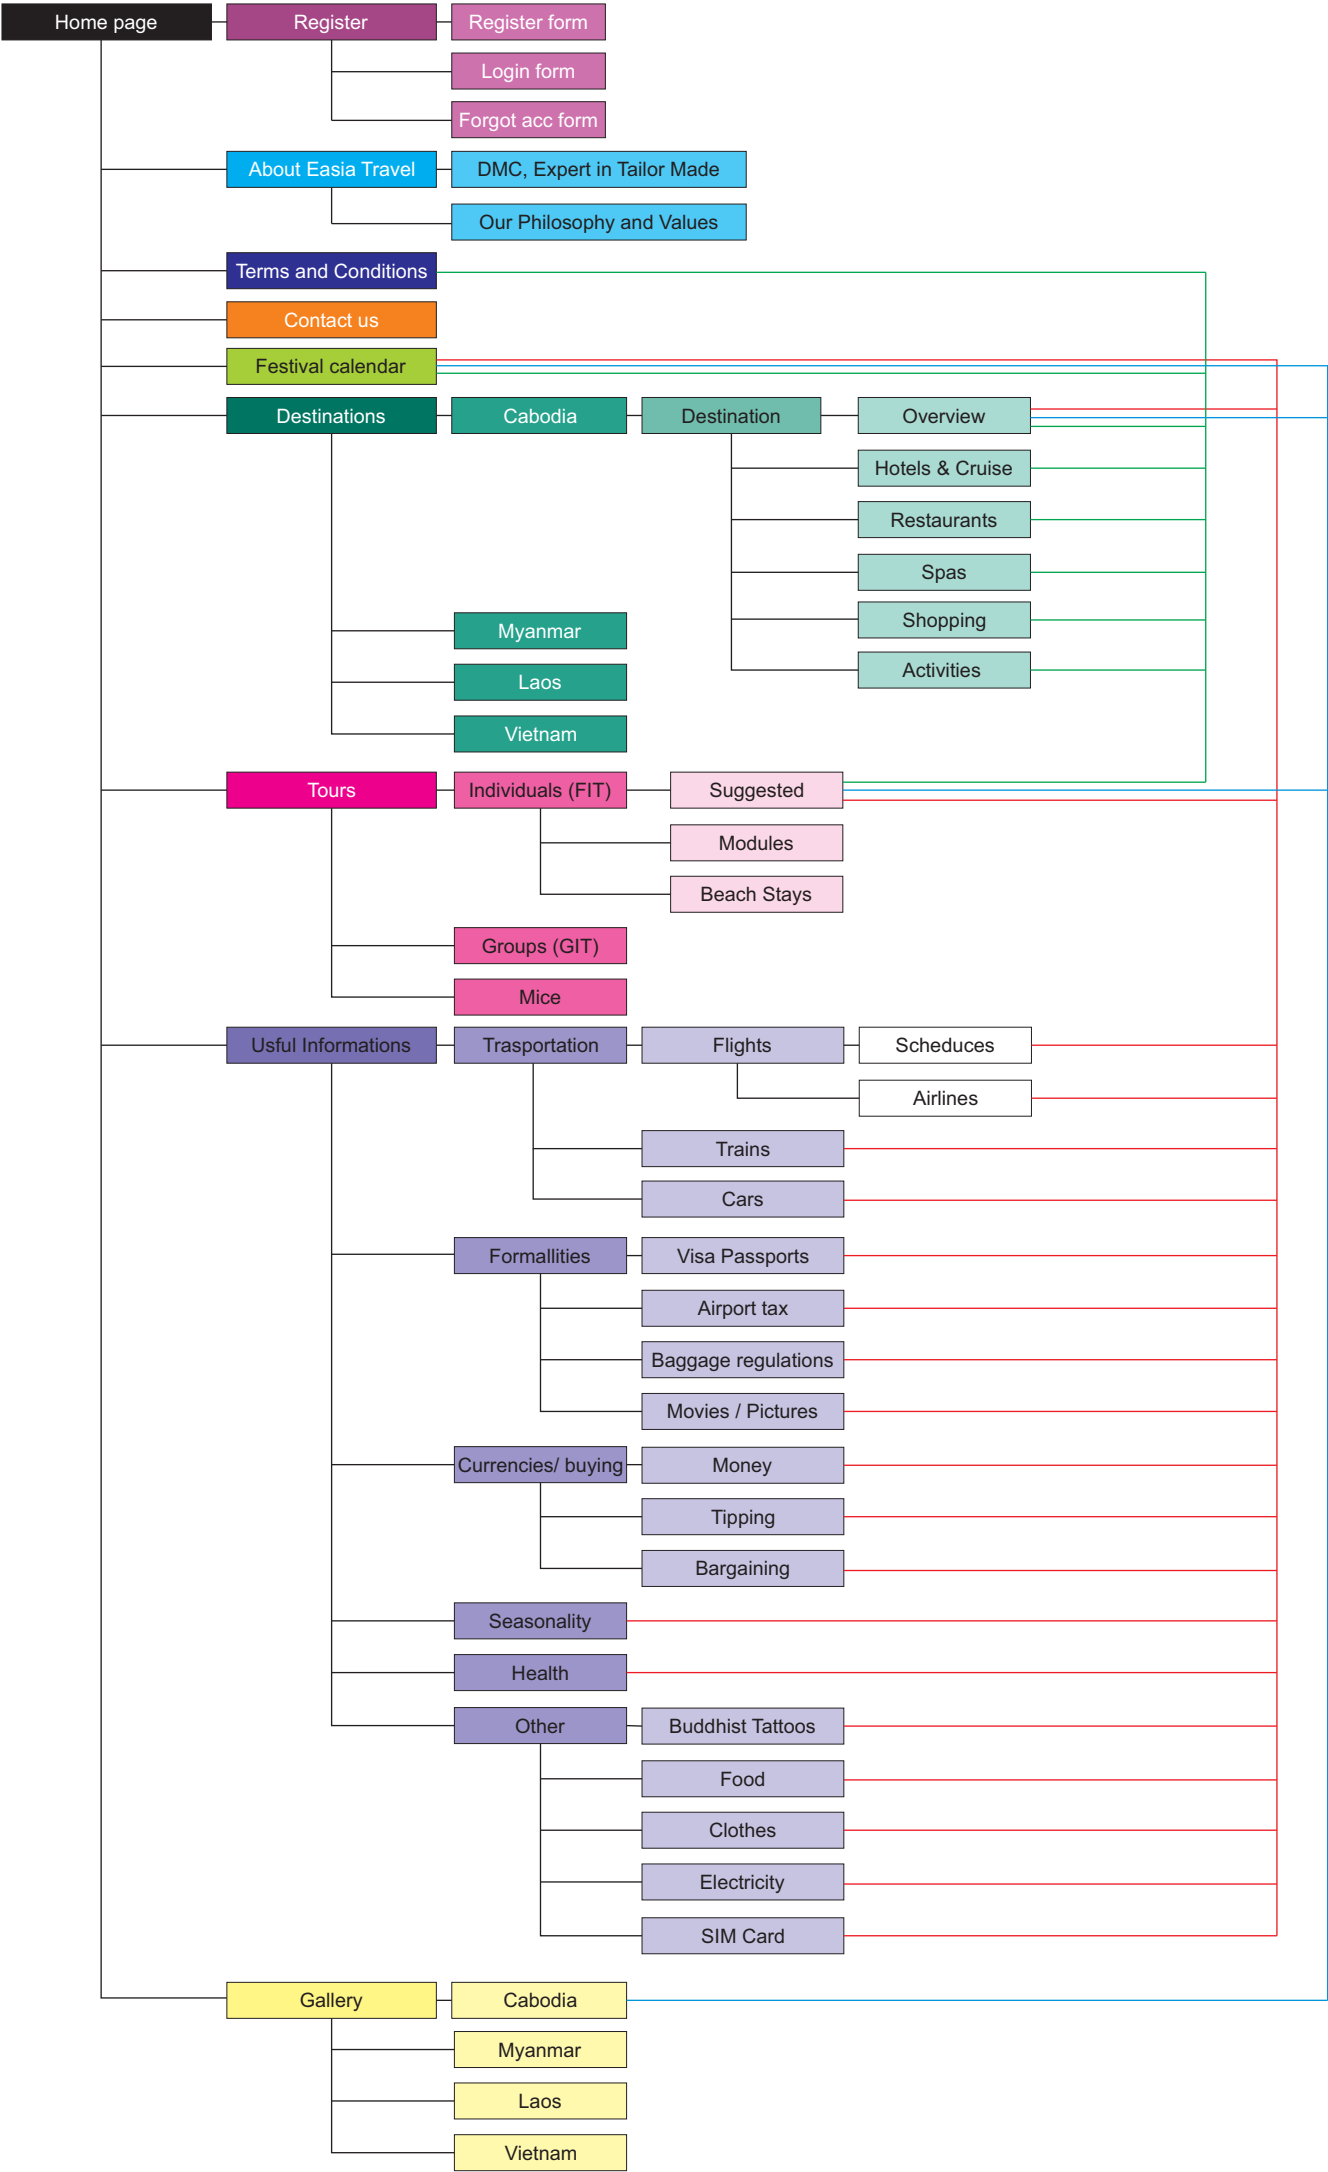 Home page
Register
Register form
Login form
Forgot acc form
About Easia Travel
DMC, Expert in Tailor Made
Our Philosophy and Values
Terms and Conditions
Contact us
Festival calendar
Destinations
Cabodia
Destination
Overview
Hotels & Cruise
Restaurants
Spas
Shopping
Activities
Myanmar
Laos
Vietnam
Tours
Individuals (FIT)
Suggested
Modules
Beach Stays
Groups (GIT)
Mice
Usful Informations
Trasportation
Flights
Scheduces
Airlines
Trains
Cars
Formallities
Visa Passports
Airport tax
Baggage regulations
Movies / Pictures
Currencies/ buying
Money
Tipping
Bargaining
Seasonality
Health
Other
Buddhist Tattoos
Food
Clothes
Electricity
SIM Card
Gallery
Cabodia
Myanmar
Laos
Vietnam